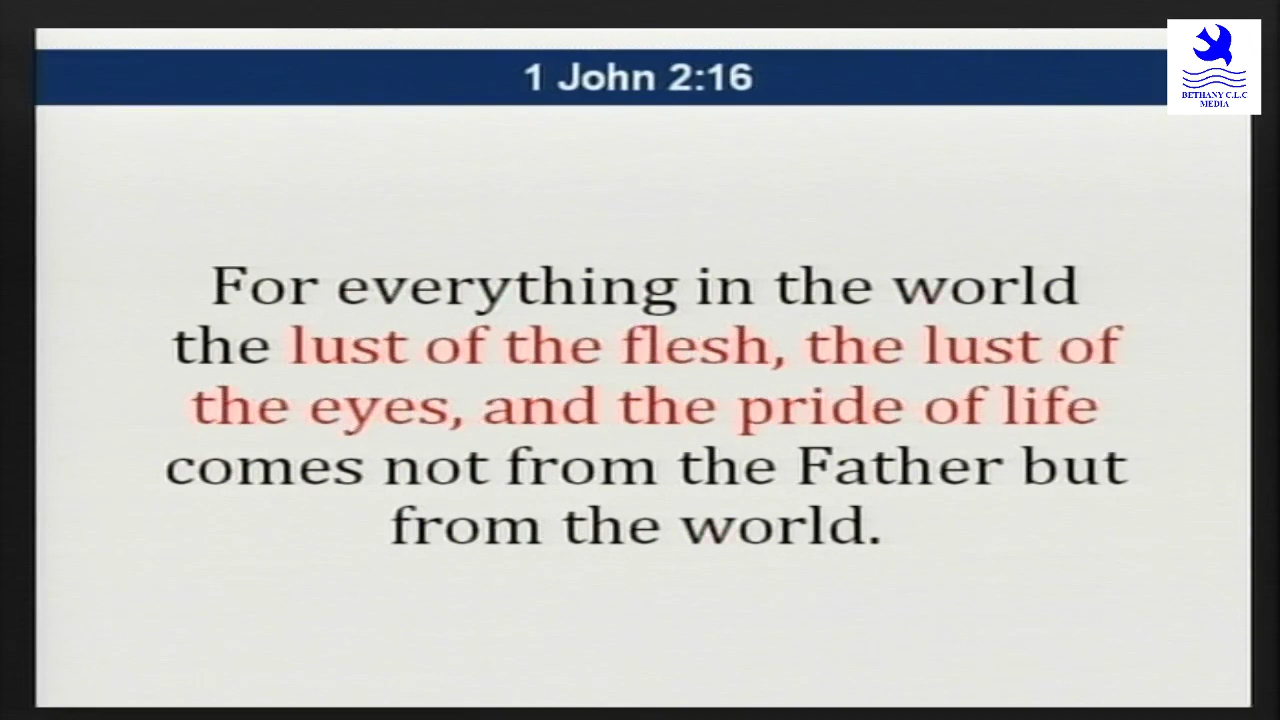 1 John 2:16
BETHANY C.L.C
MEDIA
For everything in the world
the lust of the flesh, the lust of
the eyes, and the pride of life
comes not from the Father but
from the world.